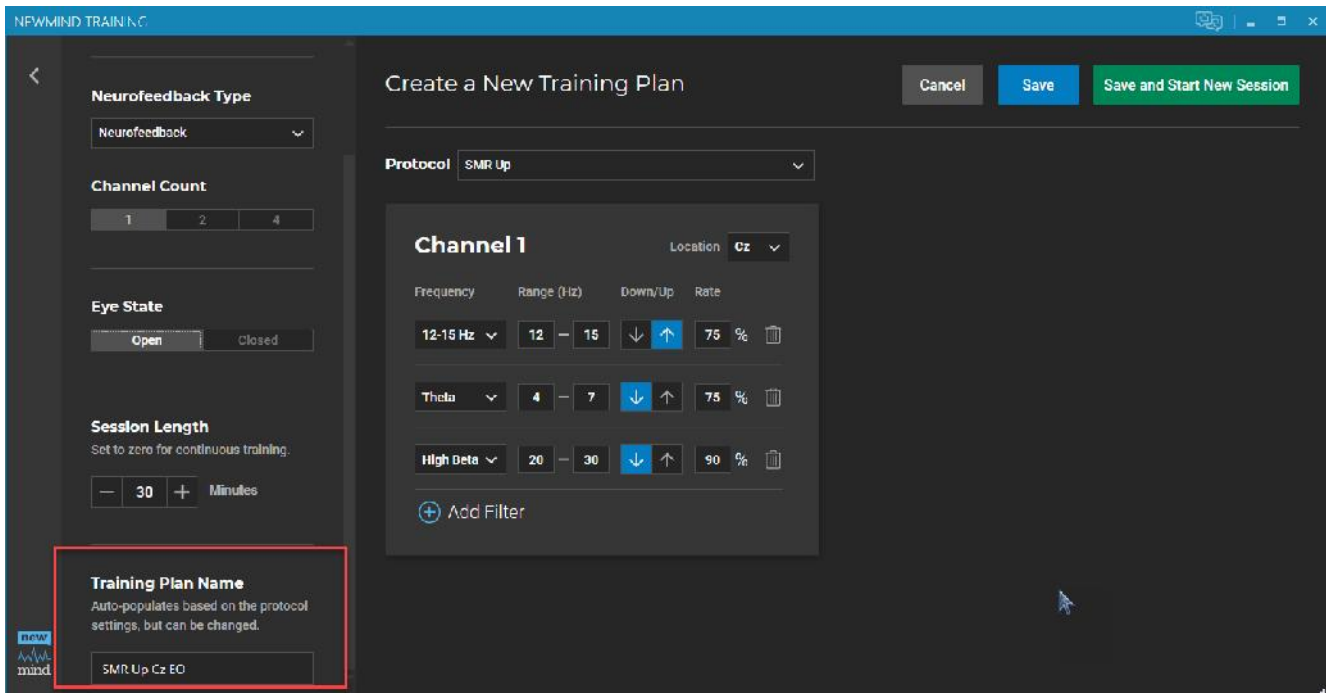 NEWMIND TRAINING
Neurofeedback Type
Neurofeedback
Channel Count
1 2 4
Eye State
Open Closed
Session Length
Set to zero for continuous training.
30 Minutes
Training Plan Name
Auto-populates based on the protocol
settings, but can be changed.
SMR Up Cz EO
new
mind
Create a New Training Plan
Cancel Save Save and Start New Session
Protocol SMR Up
Channel 1 Location Cz
Frequency Range (Hz) Down/Up Rate
12-15 Hz 12 – 15 ↓ ↑ 75 %
Theta 4 – 7 ↓ ↑ 75 %
High Beta 20 – 30 ↓ ↑ 90 %
Add Filter